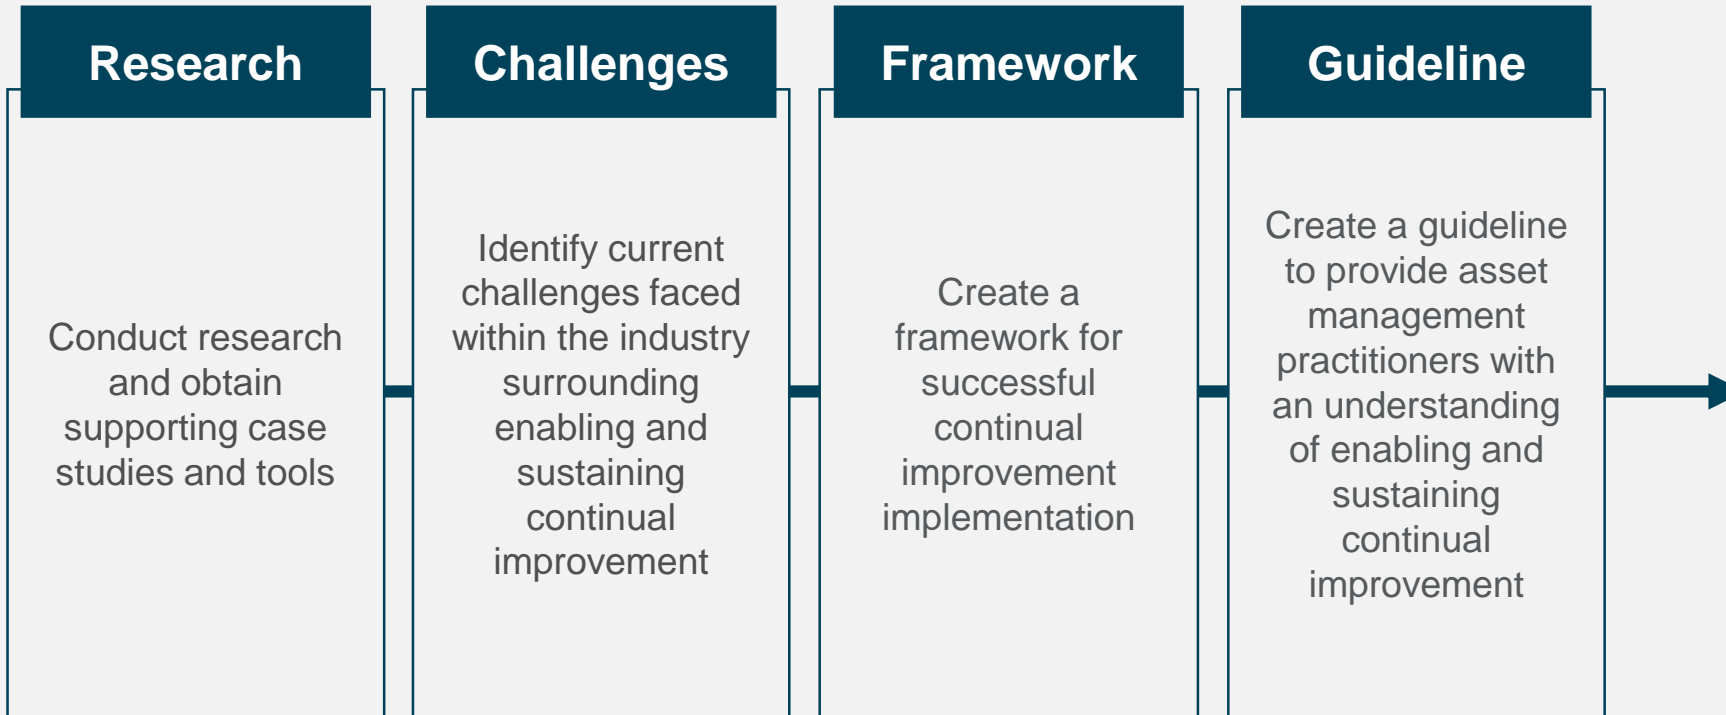 Research
Conduct research
and obtain
supporting case
studies and tools
Challenges
Identify current
challenges faced
within the industry
surrounding
enabling and
sustaining
continual
improvement
Framework
Create a
framework for
successful
continual
improvement
implementation
Guideline
Create a guideline
to provide asset
management
practitioners with
an understanding
of enabling and
sustaining
continual
improvement